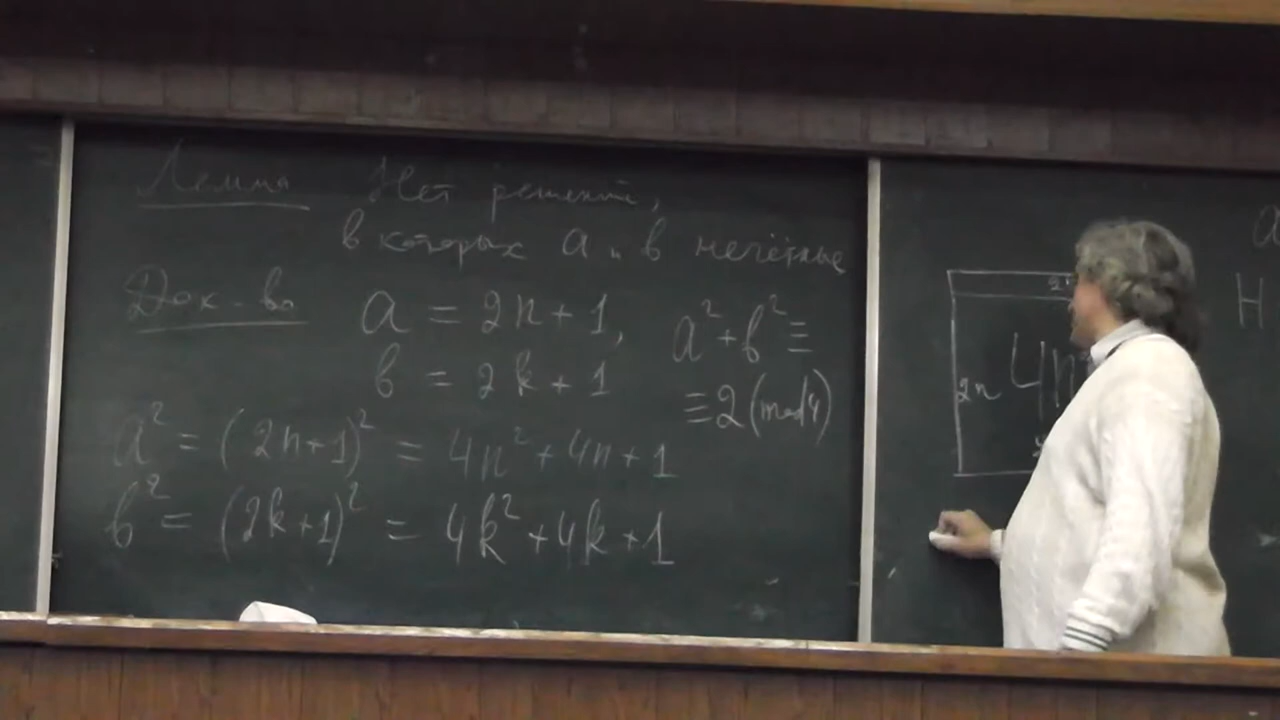 Лемма Нет решений,
в которых a и b нечётные
Док-во a = 2n+1,
b = 2k+1
a² + b² ≡
≡ 2 (mod 4)
a² = (2n+1)² = 4n² + 4n + 1
b² = (2k+1)² = 4k² + 4k + 1
2n
4n
a
Н